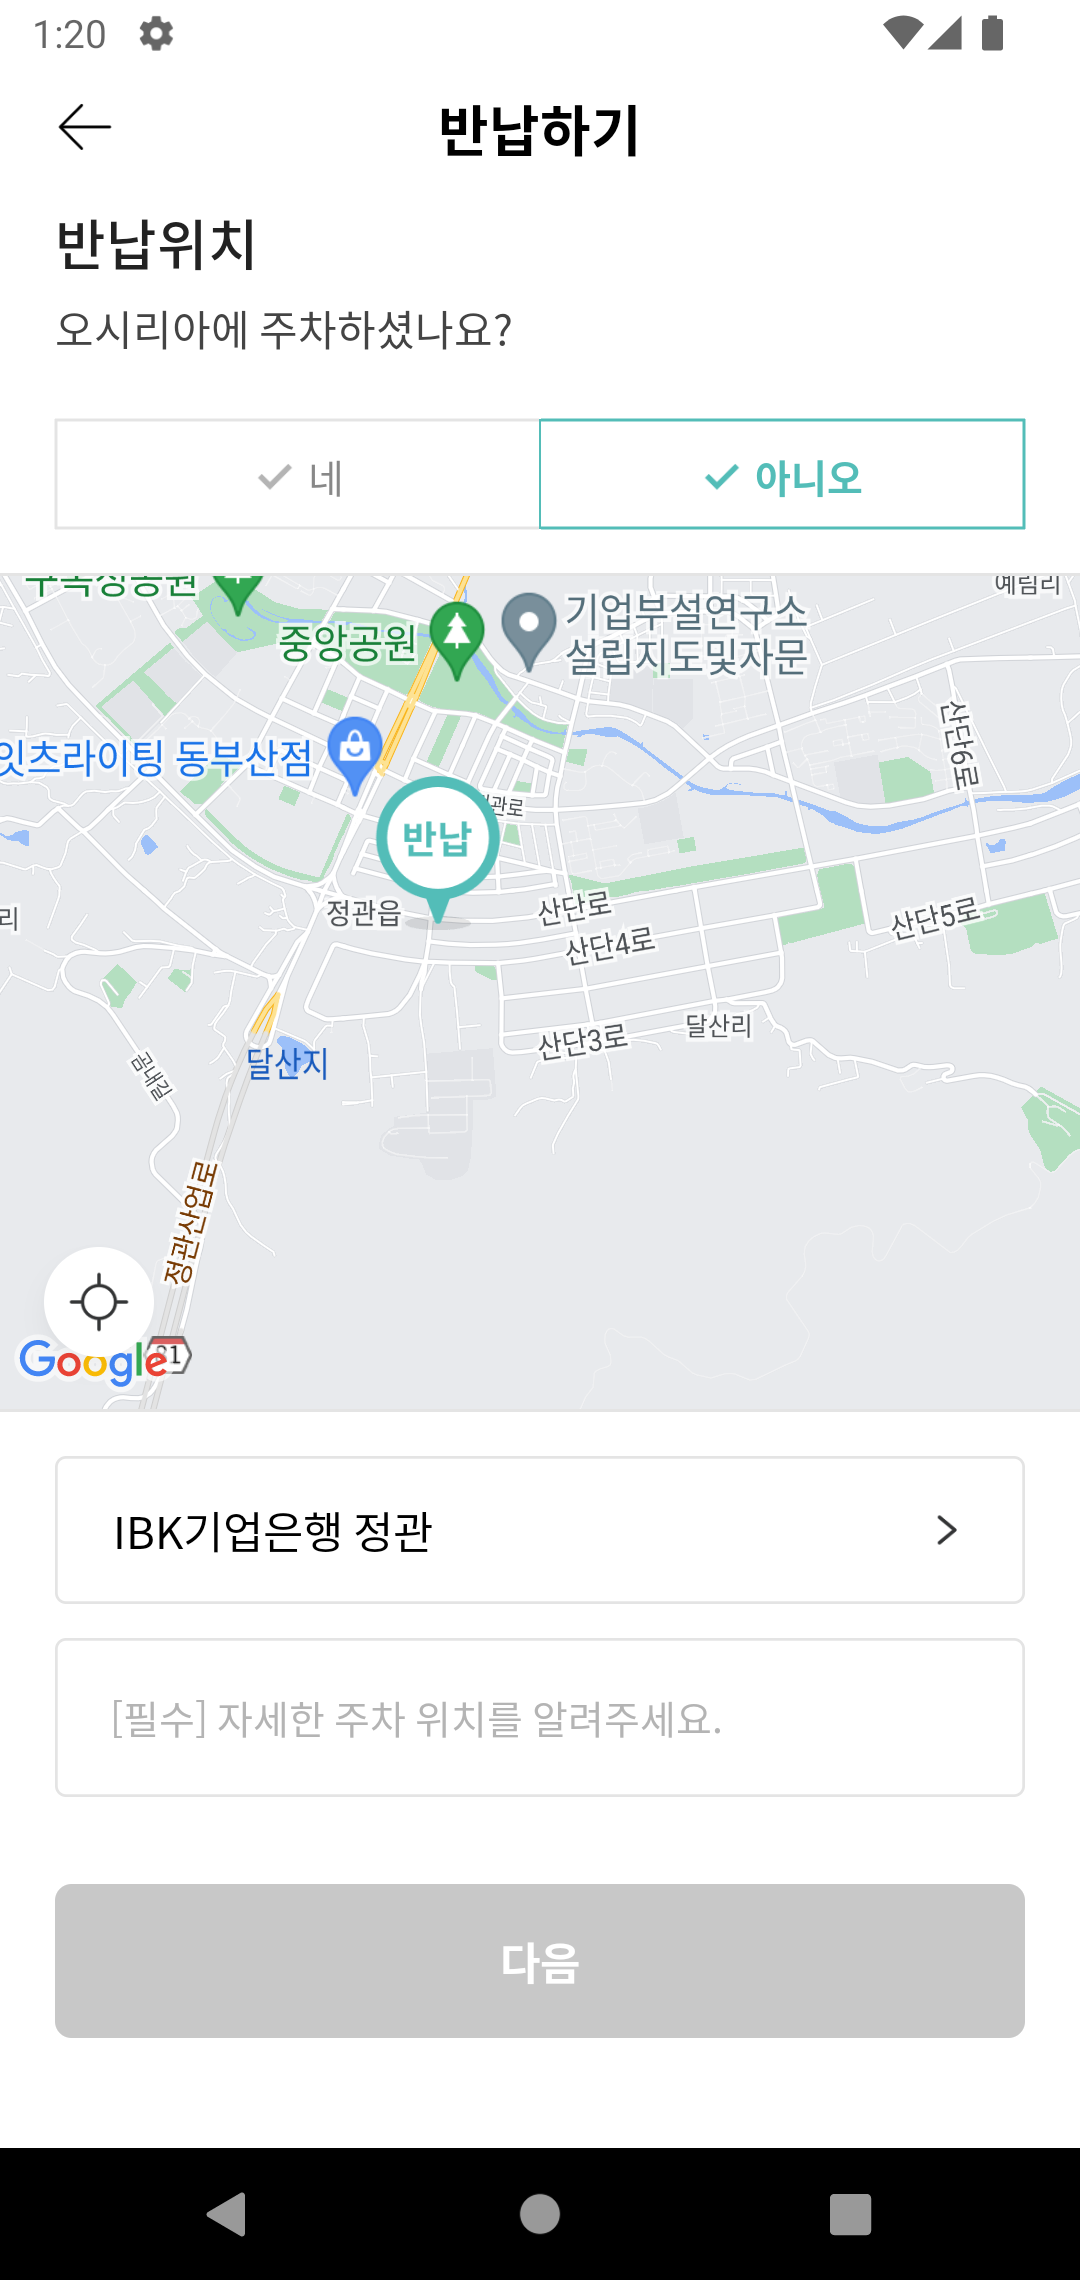 1:20
반납하기
반납위치
오시리아에 주차하셨나요?
네
아니오
예림리
중앙공원
기업부설연구소
설립지도및자문
산단6로
잇츠라이팅 동부산점
반납
관로
리
정관읍
산단로
산단4로
산단5로
산단3로
달산리
달산지
곰내길
정관산업로
Google
IBK기업은행 정관
[필수] 자세한 주차 위치를 알려주세요.
다음